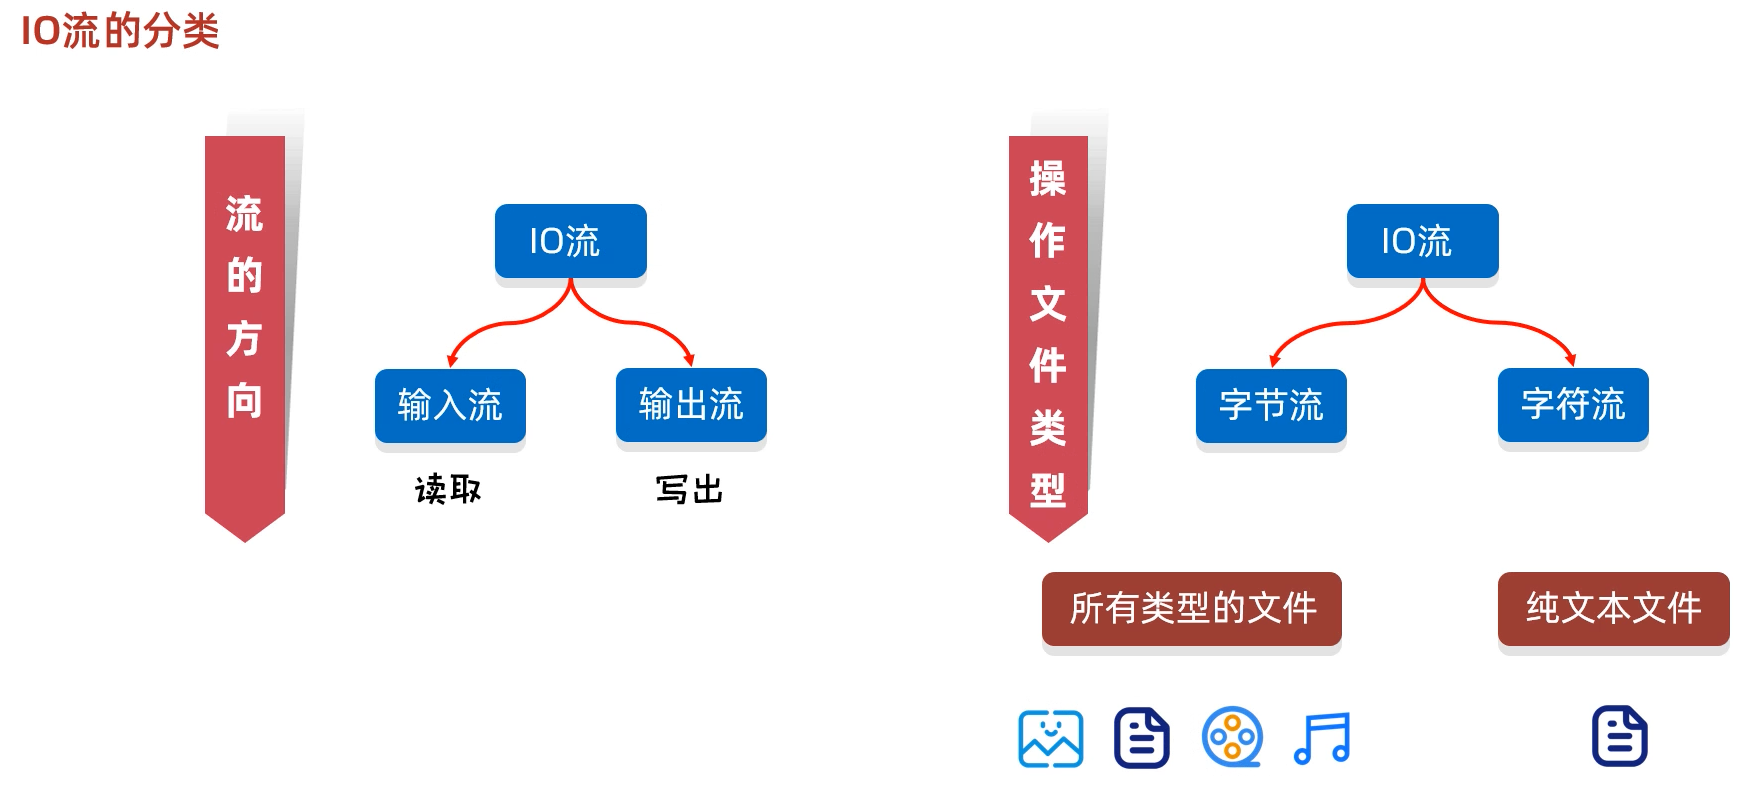 IO流的分类
流的方向
IO流
输入流
输出流
读取
写出
操作文件类型
IO流
字节流
字符流
所有类型的文件
纯文本文件